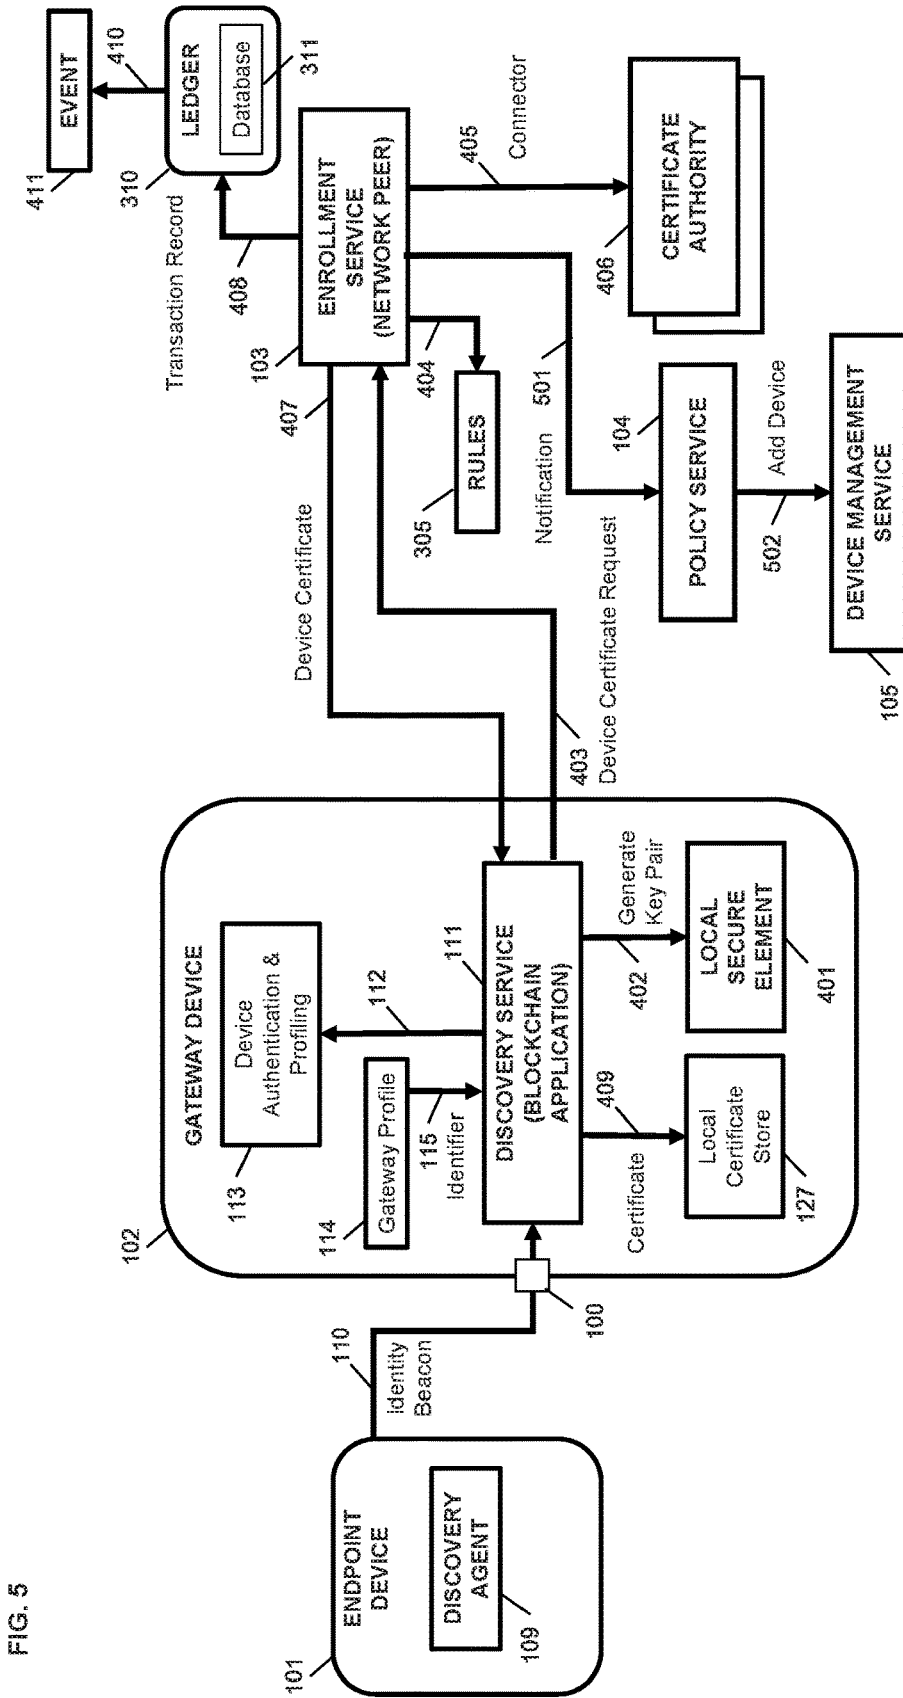 FIG. 5
101
ENDPOINT
DEVICE
DISCOVERY
AGENT
109
110
Identity
Beacon
100
102
GATEWAY DEVICE
113
Device
Authentication &
Profiling
112
114
Gateway Profile
115
Identifier
111
DISCOVERY SERVICE
(BLOCKCHAIN
APPLICATION)
Certificate
409
Local
Certificate
Store
127
402
Generate
Key Pair
LOCAL
SECURE
ELEMENT
401
Device Certificate
407
403
Device Certificate Request
103
ENROLLMENT
SERVICE
(NETWORK PEER)
404
RULES
305
Transaction Record
408
310
LEDGER
Database
311
410
EVENT
411
405
Connector
406
CERTIFICATE
AUTHORITY
501
Notification
104
POLICY SERVICE
502
Add Device
DEVICE MANAGEMENT
SERVICE
105